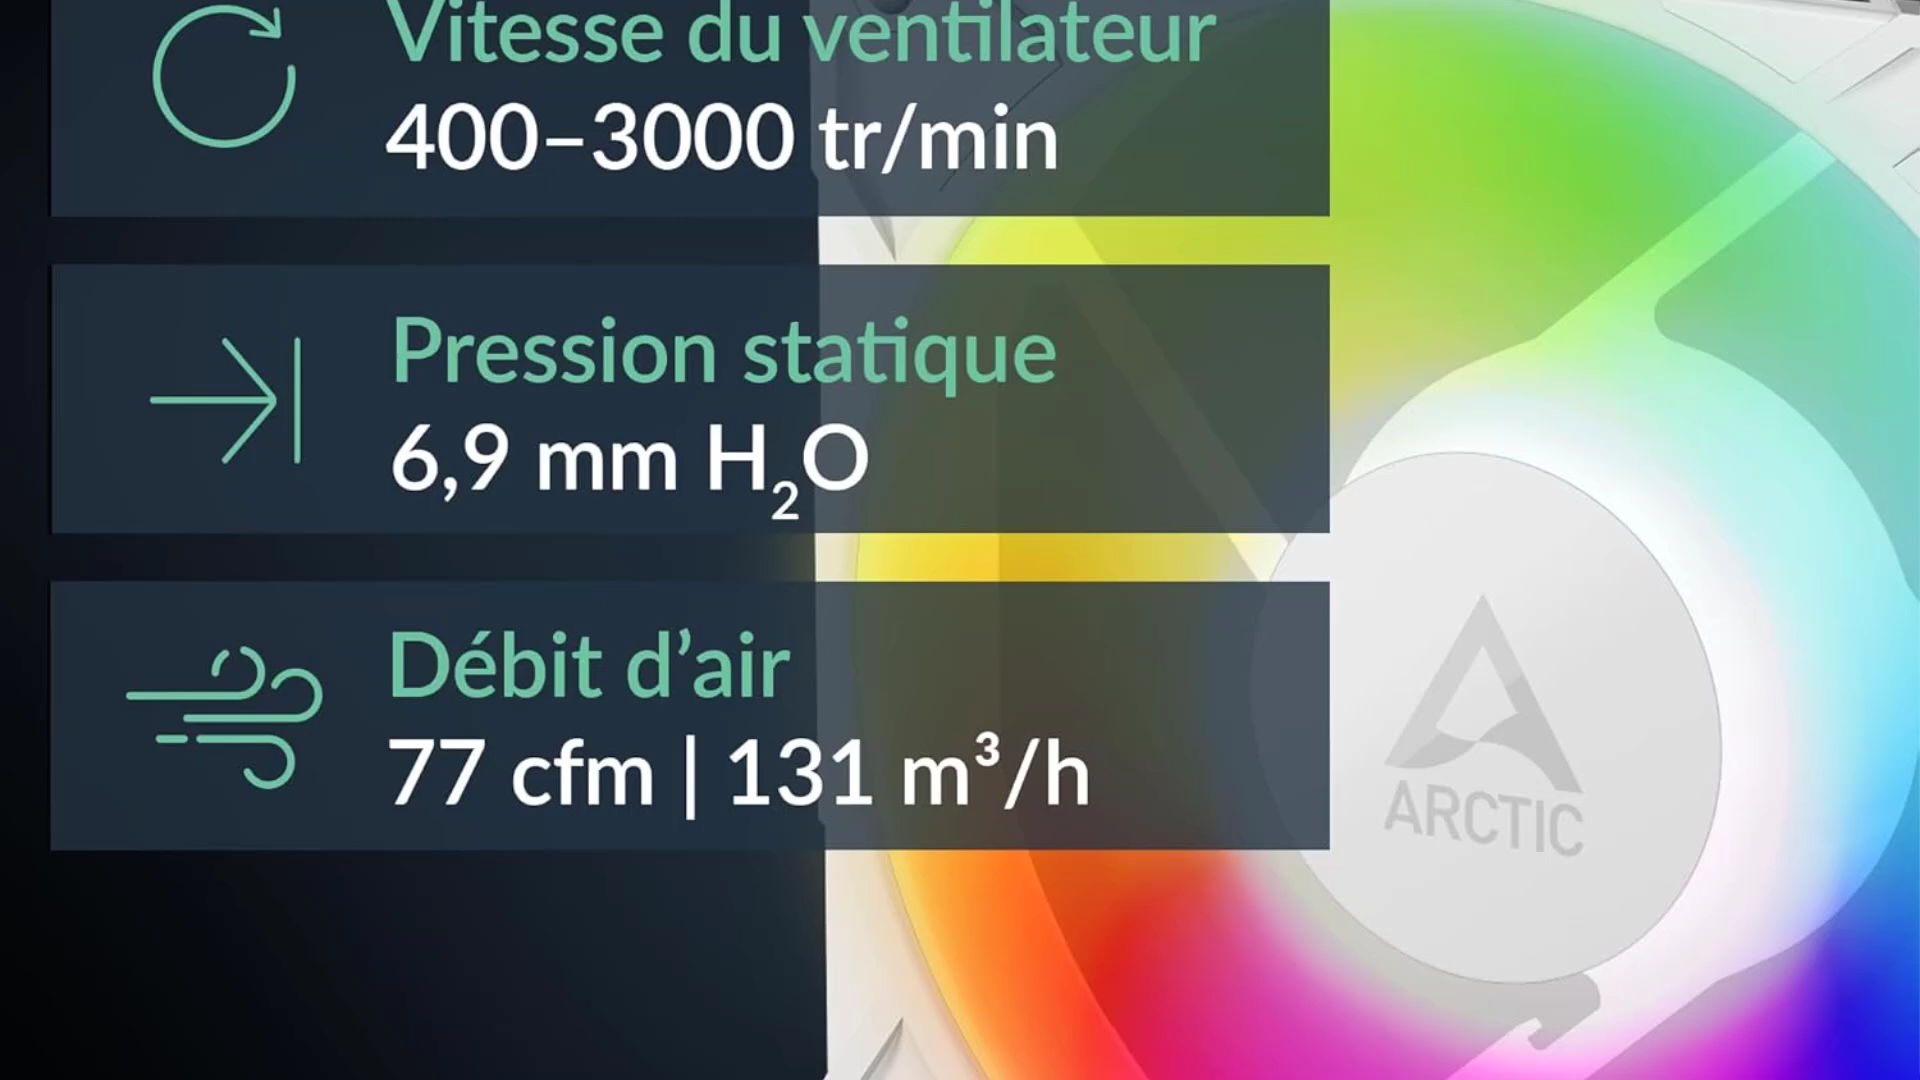 Vitesse du ventilateur
400–3000 tr/min
Pression statique
6,9 mm H₂O
Débit d’air
77 cfm | 131 m³/h
ARCTIC